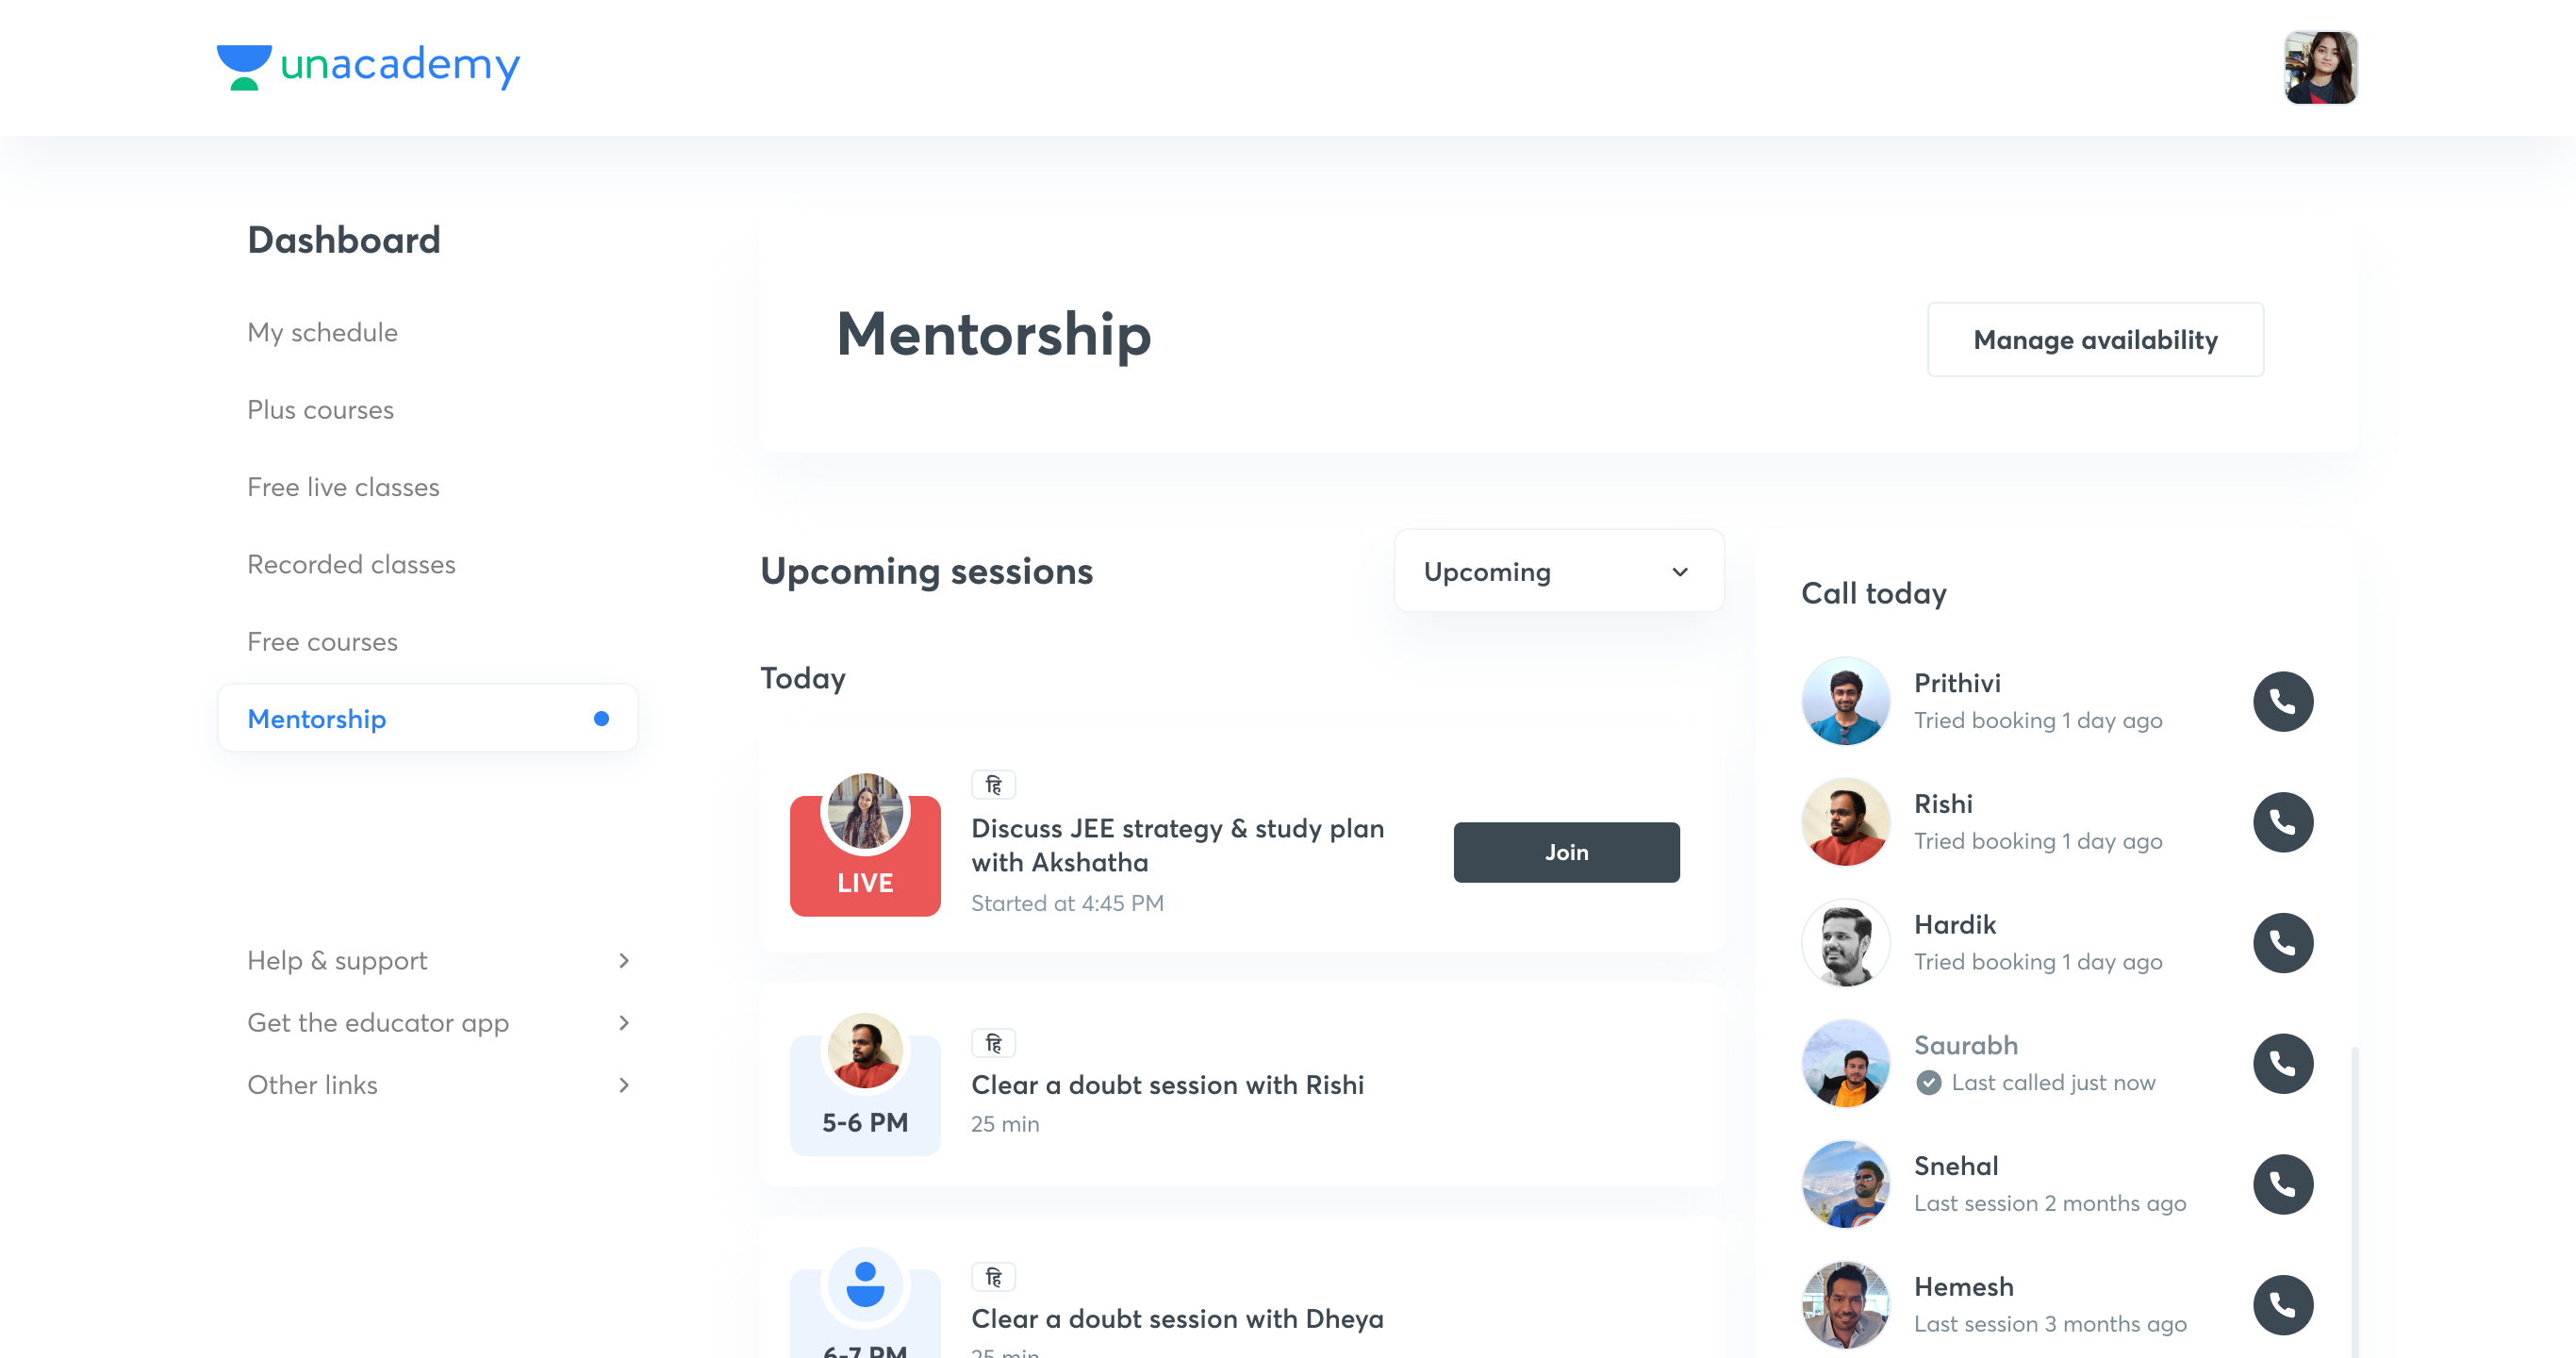 unacademy
Dashboard
My schedule
Plus courses
Free live classes
Recorded classes
Free courses
Mentorship
Help & support
Get the educator app
Other links
Mentorship
Manage availability
Upcoming sessions
Upcoming
Today
हि
Discuss JEE strategy & study plan
with Akshatha
Started at 4:45 PM
LIVE
Join
हि
Clear a doubt session with Rishi
25 min
5-6 PM
हि
Clear a doubt session with Dheya
25 min
6-7 PM
Call today
Prithivi
Tried booking 1 day ago
Rishi
Tried booking 1 day ago
Hardik
Tried booking 1 day ago
Saurabh
Last called just now
Snehal
Last session 2 months ago
Hemesh
Last session 3 months ago